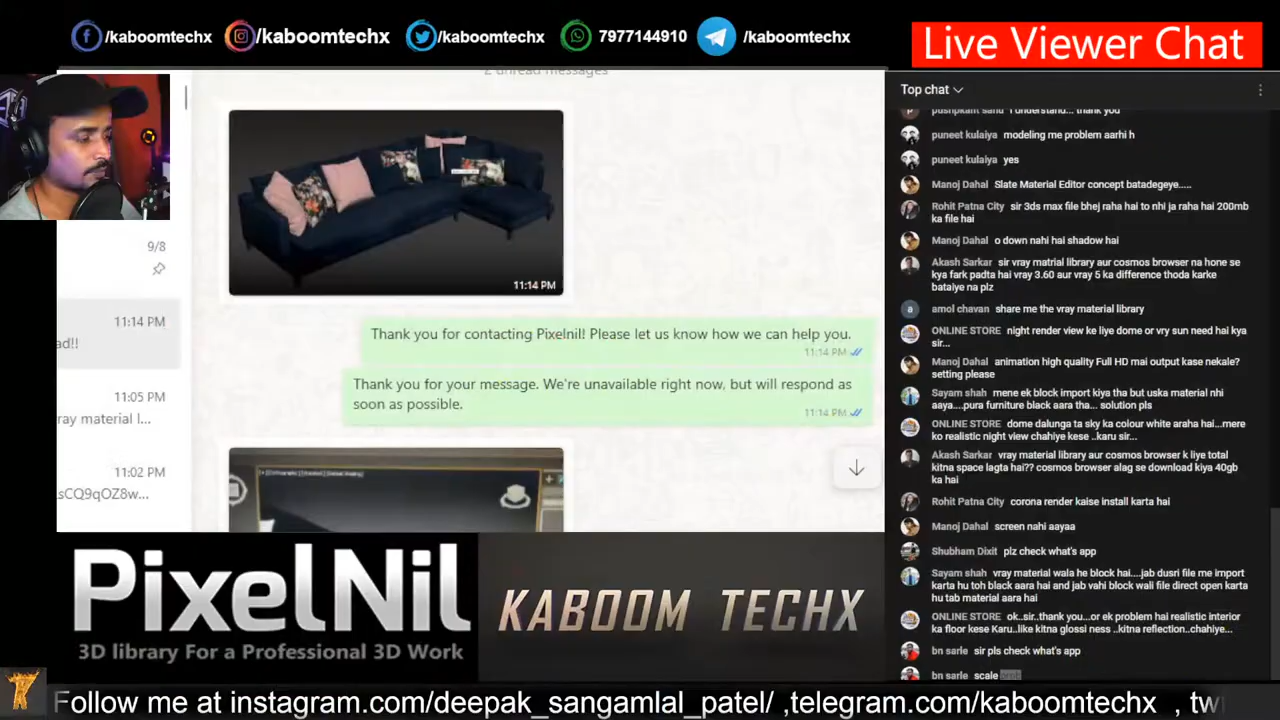 /kaboomtechx /kaboomtechx /kaboomtechx 7977144910 /kaboomtechx
Live Viewer Chat
2 unread messages
11:14 PM
Thank you for contacting Pixelnil! Please let us know how we can help you.
11:14 PM
Thank you for your message. We're unavailable right now, but will respond as
soon as possible.
11:14 PM
9/8
11:14 PM
ad!!
11:05 PM
ray material l...
11:02 PM
sCQ9qOZ8w...
Top chat
pushpkam sahu i understand... thank you
puneet kulaiya modeling me problem aarhi h
puneet kulaiya yes
Manoj Dahal Slate Material Editor concept batadegeye.....
Rohit Patna City sir 3ds max file bhej raha hai to nhi ja raha hai 200mb
ka file hai
Manoj Dahal o down nahi hai shadow hai
Akash Sarkar sir vray matrial library aur cosmos browser na hone se
kya fark padta hai vray 3.60 aur vray 5 ka difference thoda karke
bataiye na plz
amol chavan share me the vray material library
ONLINE STORE night render view ke liye dome or vry sun need hai kya
sir...
Manoj Dahal animation high quality Full HD mai output kase nekale?
setting please
Sayam shah mene ek block import kiya tha but uska material nhi
aaya....pura furniture black aara tha... solution pls
ONLINE STORE dome dalunga ta sky ka colour white araha hai...mere
ko realistic night view chahiye kese ..karu sir...
Akash Sarkar vray material library aur cosmos browser k liye total
kitna space lagta hai?? cosmos browser alag se download kiya 40gb
ka hai
Rohit Patna City corona render kaise install karta hai
Manoj Dahal screen nahi aayaa
Shubham Dixit plz check what's app
Sayam shah vray material wala he block hai....jab dusri file me import
karta hu toh black aara hai and jab vahi block wali file direct open karta
hu tab material aara hai
ONLINE STORE ok..sir..thank you...or ek problem hai realistic interior
ka floor kese Karu..like kitna glossi ness ..kitna reflection..chahiye...
bn sarle sir pls check what's app
bn sarle scale
PixelNil
3D library For a Professional 3D Work
KABOOM TECHX
Follow me at instagram.com/deepak_sangamlal_patel/ ,telegram.com/kaboomtechx , tw